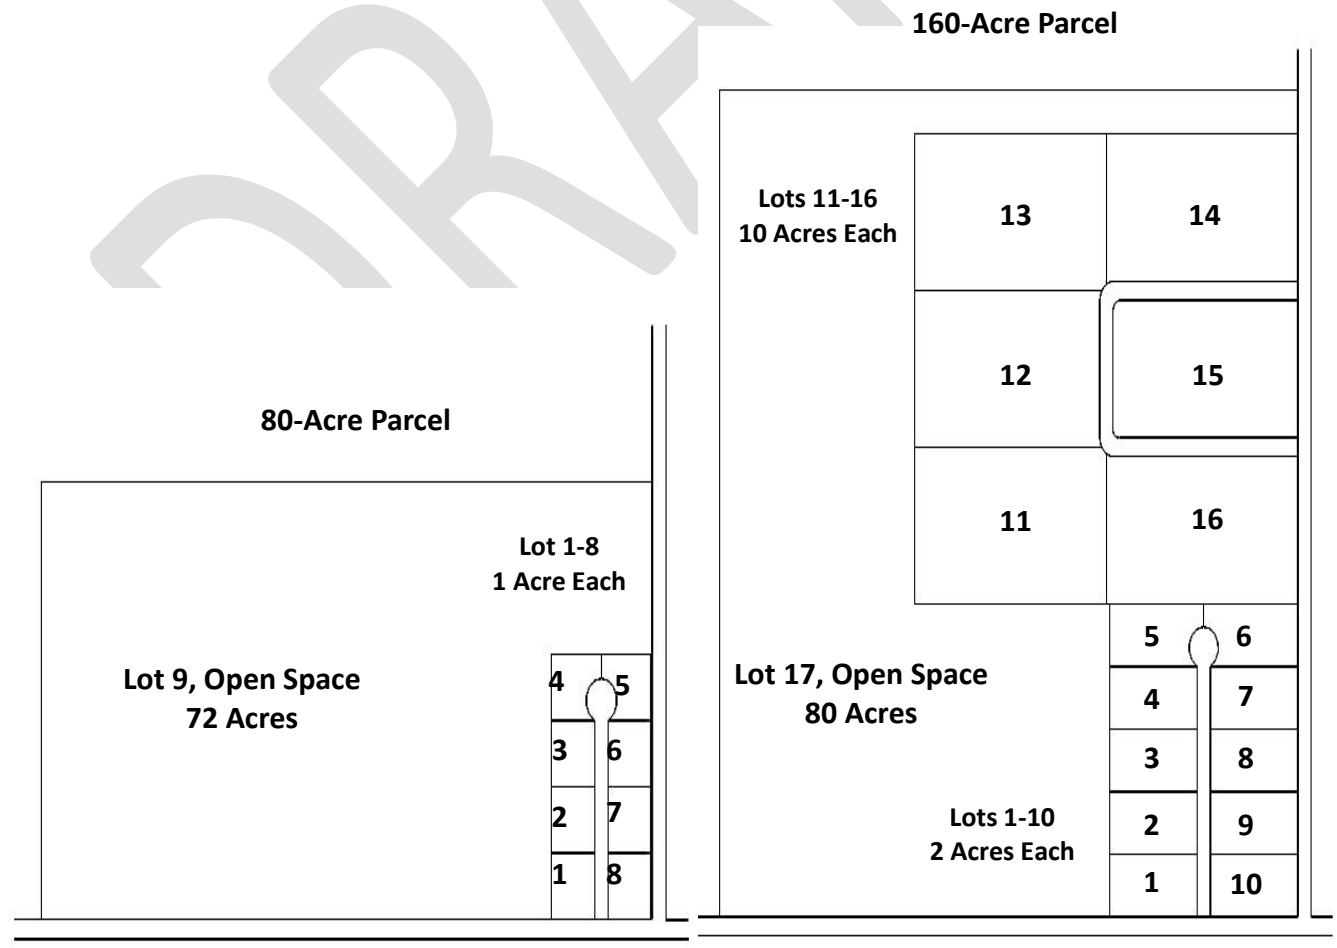 DRA
160-Acre Parcel
Lots 11-16
10 Acres Each
13
14
12
15
11
16
5
6
Lot 17, Open Space
80 Acres
4
7
3
8
Lots 1-10
2 Acres Each
2
9
1
10
80-Acre Parcel
Lot 1-8
1 Acre Each
Lot 9, Open Space
72 Acres
4
5
3
6
2
7
1
8